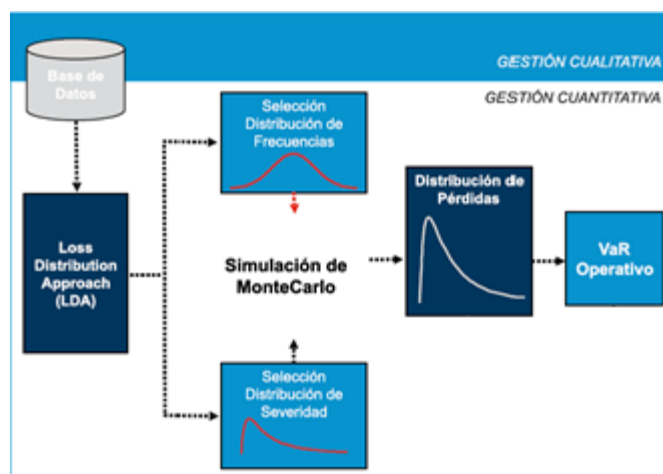 GESTIÓN CUALITATIVA
Base de
Datos
GESTIÓN CUANTITATIVA
Selección
Distribución de
Frecuencias
Distribución de
Pérdidas
Loss
Distribution
Approach
(LDA)
Simulación de
MonteCarlo
VaR
Operativo
Selección
Distribución de
Severidad